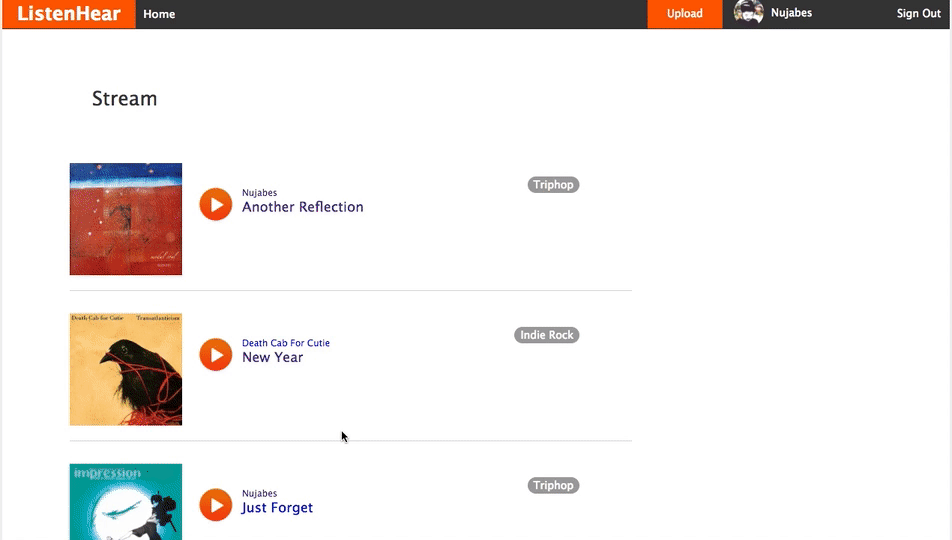 ListenHear Home Upload Nujabes Sign Out
Stream
Nujabes
Another Reflection
Triphop
Death Cab for Cutie Transatlanticism
Death Cab For Cutie
New Year
Indie Rock
impression
Nujabes
Just Forget
Triphop